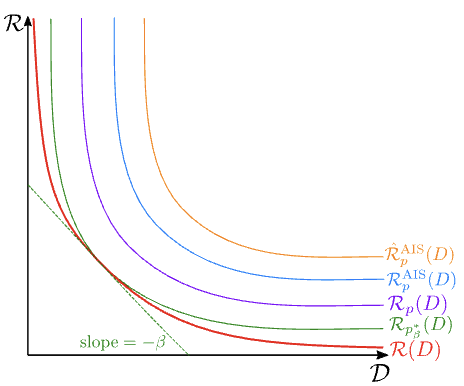 R
R̂_p^AIS(D)
R_p^AIS(D)
R_p(D)
R_{p_β^*}(D)
slope = −β
R(D)
D